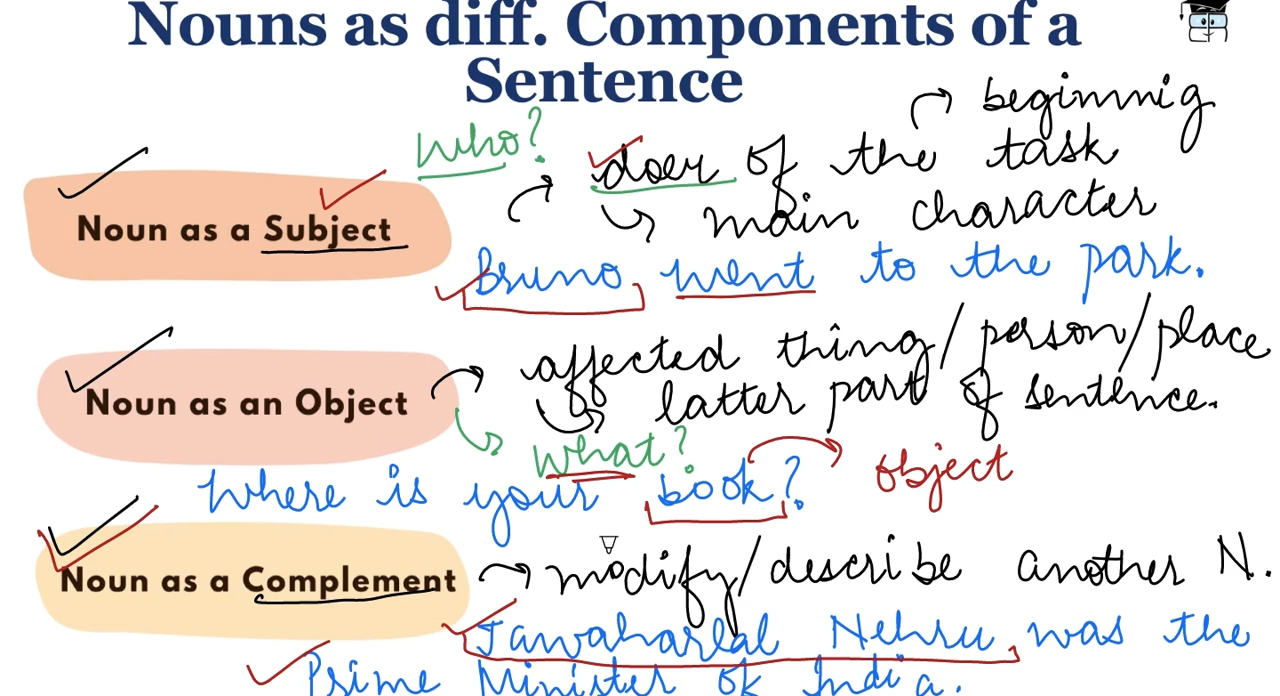 Nouns as diff. Components of a
Sentence
beginnig
Who?
doer of the task
main character
Noun as a Subject
Bruno went to the park.
affected thing/person/place
Noun as an Object
latter part of sentence.
What?
object
Where is your book?
modify/describe another N.
Noun as a Complement
Jawaharlal Nehru was the
Prime Minister of India.